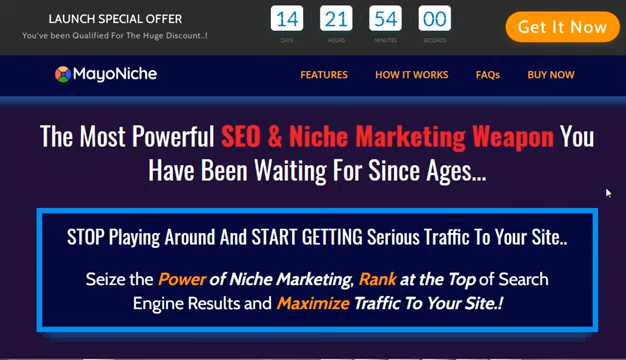 LAUNCH SPECIAL OFFER
You've been Qualified For The Huge Discount..!
14 : 21 : 54 : 00
DAYS HOURS MINUTES SECONDS
Get It Now
MayoNiche
FEATURES HOW IT WORKS FAQs BUY NOW
The Most Powerful SEO & Niche Marketing Weapon You
Have Been Waiting For Since Ages...
STOP Playing Around And START GETTING Serious Traffic To Your Site..
Seize the Power of Niche Marketing, Rank at the Top of Search
Engine Results and Maximize Traffic To Your Site.!